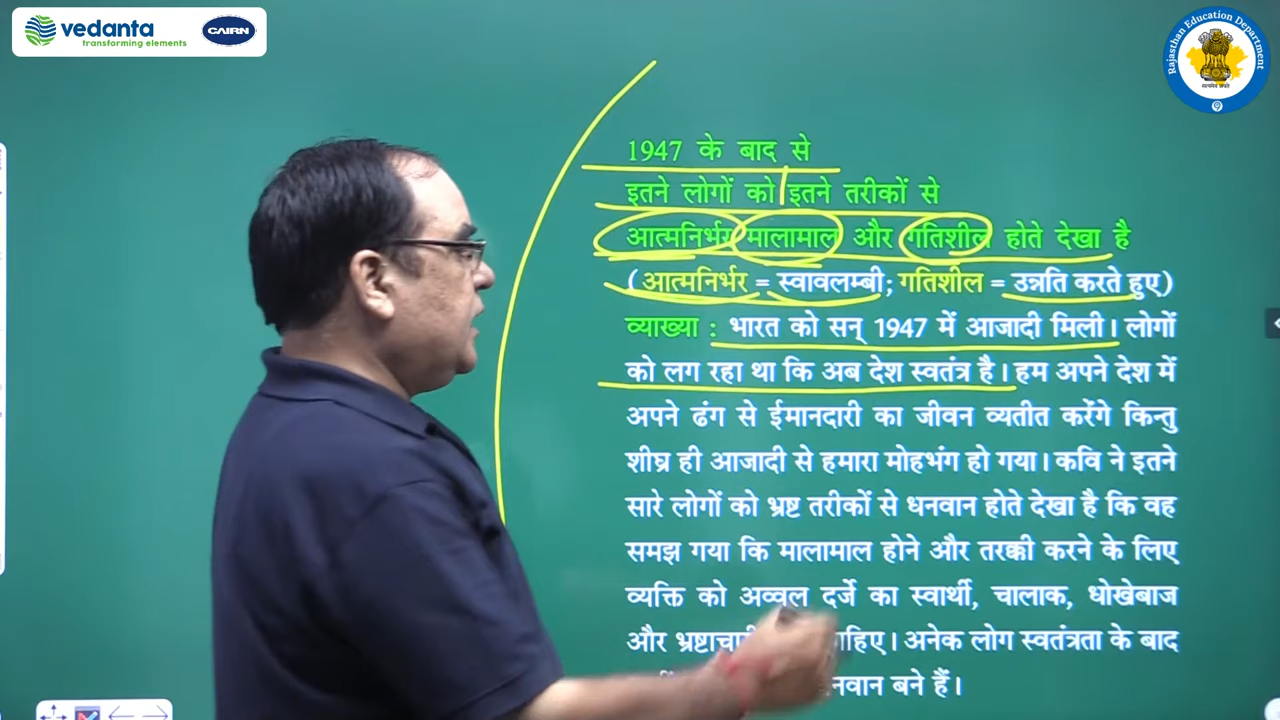 vedanta
transforming elements
CAIRN
Rajasthan Education Department
1947 के बाद से
इतने लोगों को इतने तरीकों से
आत्मनिर्भर मालामाल और गतिशील होते देखा है
(आत्मनिर्भर = स्वावलम्बी; गतिशील = उन्नति करते हुए)
व्याख्या : भारत को सन् 1947 में आजादी मिली। लोगों
को लग रहा था कि अब देश स्वतंत्र है। हम अपने देश में
अपने ढंग से ईमानदारी का जीवन व्यतीत करेंगे किन्तु
शीघ्र ही आजादी से हमारा मोहभंग हो गया। कवि ने इतने
सारे लोगों को भ्रष्ट तरीकों से धनवान होते देखा है कि वह
समझ गया कि मालामाल होने और तरक्की करने के लिए
व्यक्ति को अव्वल दर्जे का स्वार्थी, चालाक, धोखेबाज
और अनेक लोग स्वतंत्रता के बाद
बने हैं।